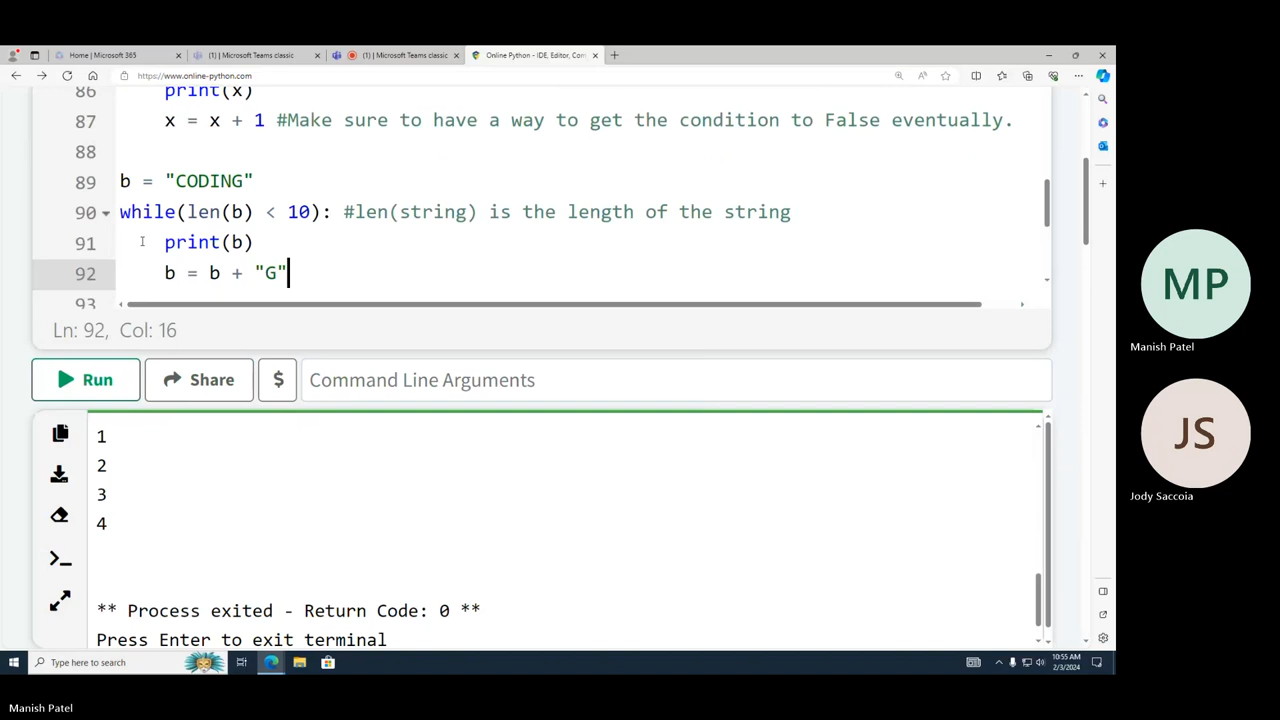 Home | Microsoft 365
(1) | Microsoft Teams classic
(1) | Microsoft Teams classic
Online Python - IDE, Editor, Com
https://www.online-python.com
86 print(x)
87 x = x + 1 #Make sure to have a way to get the condition to False eventually.
88
89 b = "CODING"
90 while(len(b) < 10): #len(string) is the length of the string
91 print(b)
92 b = b + "G"
93
Ln: 92, Col: 16
Run
Share
$
Command Line Arguments
1
2
3
4
** Process exited - Return Code: 0 **
Press Enter to exit terminal
MP
Manish Patel
JS
Jody Saccoia
Type here to search
10:55 AM
2/3/2024
Manish Patel